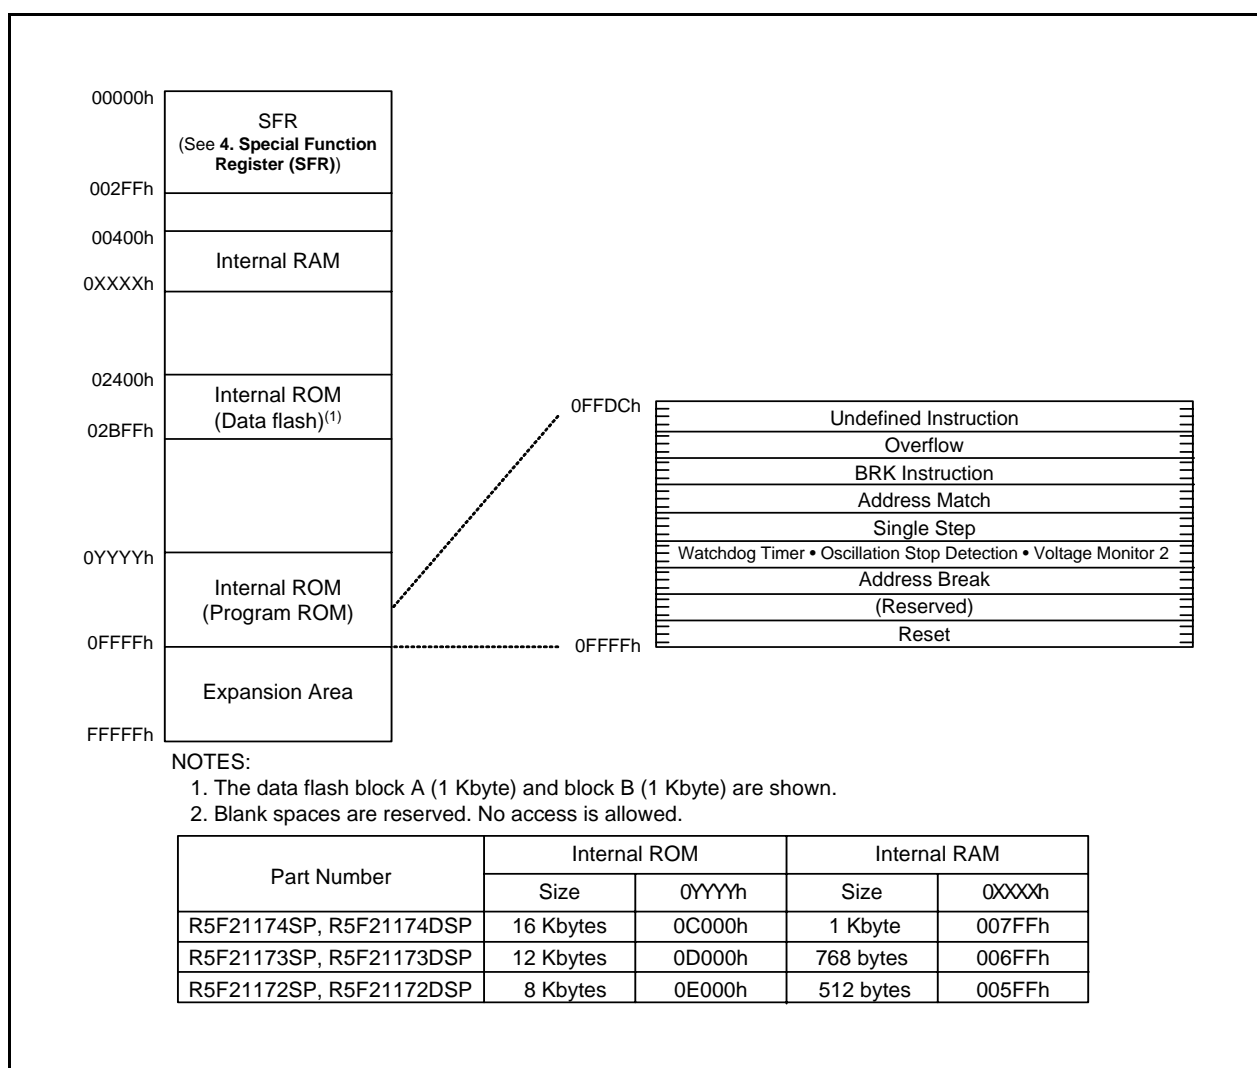 00000h
SFR
(See 4. Special Function
Register (SFR))
002FFh
00400h
Internal RAM
0XXXXh
02400h
Internal ROM
(Data flash)(1)
02BFFh
0YYYYh
Internal ROM
(Program ROM)
0FFFFh
Expansion Area
FFFFFh
0FFDCh
Undefined Instruction
Overflow
BRK Instruction
Address Match
Single Step
Watchdog Timer • Oscillation Stop Detection • Voltage Monitor 2
Address Break
(Reserved)
Reset
0FFFFh
NOTES:
1. The data flash block A (1 Kbyte) and block B (1 Kbyte) are shown.
2. Blank spaces are reserved. No access is allowed.
Part Number Internal ROM Internal RAM
Size 0YYYYh Size 0XXXXh
R5F21174SP, R5F21174DSP 16 Kbytes 0C000h 1 Kbyte 007FFh
R5F21173SP, R5F21173DSP 12 Kbytes 0D000h 768 bytes 006FFh
R5F21172SP, R5F21172DSP 8 Kbytes 0E000h 512 bytes 005FFh